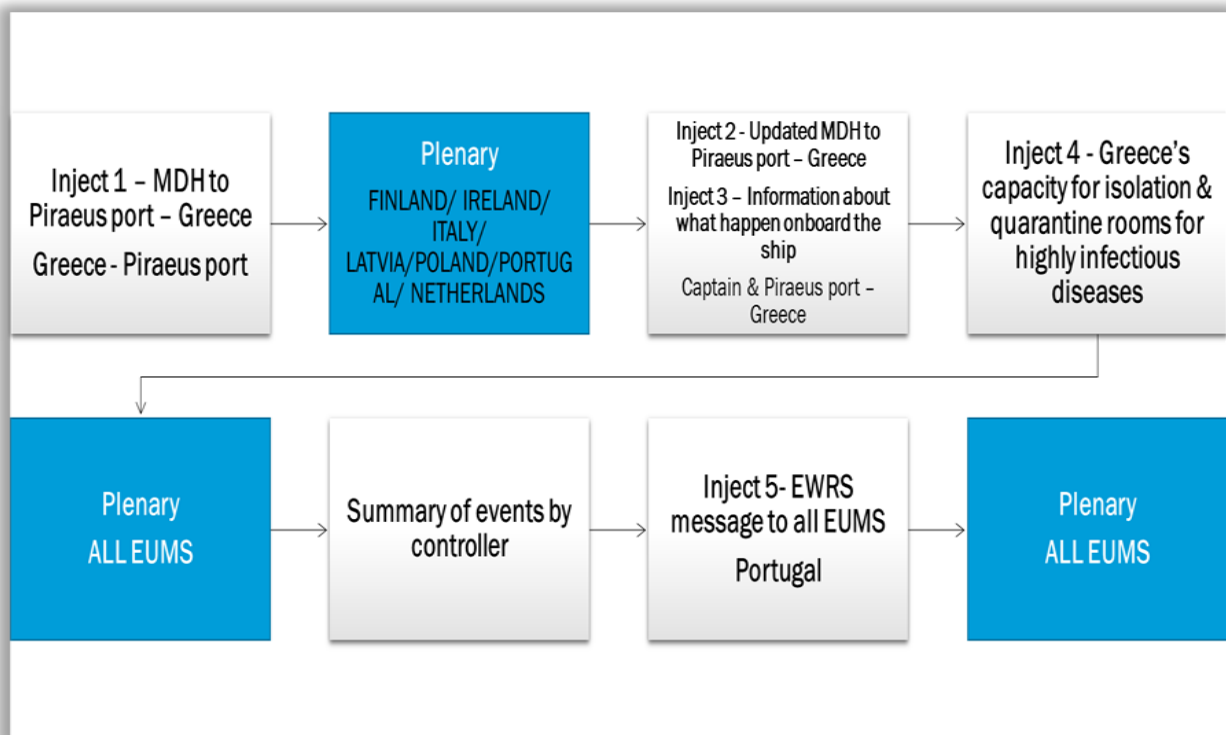 Inject 1 – MDH to
Piraeus port – Greece
Greece - Piraeus port
Plenary
FINLAND/ IRELAND/
ITALY/
LATVIA/POLAND/PORTUG
AL/ NETHERLANDS
Inject 2 - Updated MDH to
Piraeus port – Greece
Inject 3 – Information about
what happen onboard the
ship
Captain & Piraeus port –
Greece
Inject 4 - Greece's
capacity for isolation &
quarantine rooms for
highly infectious
diseases
Plenary
ALL EUMS
Summary of events by
controller
Inject 5- EWRS
message to all EUMS
Portugal
Plenary
ALL EUMS